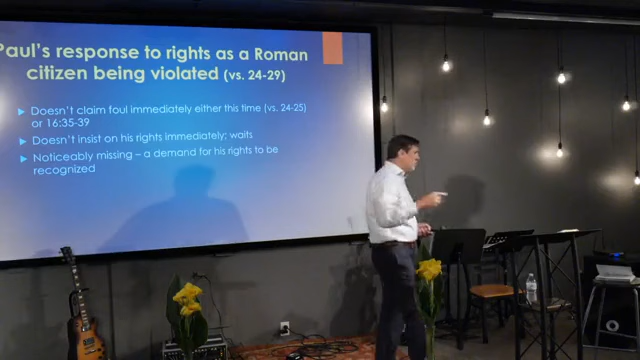 Paul's response to rights as a Roman
citizen being violated (vs. 24-29)
Doesn't claim foul immediately either this time (vs. 24-25)
or 16:35-39
Doesn't insist on his rights immediately; waits
Noticeably missing – a demand for his rights to be
recognized